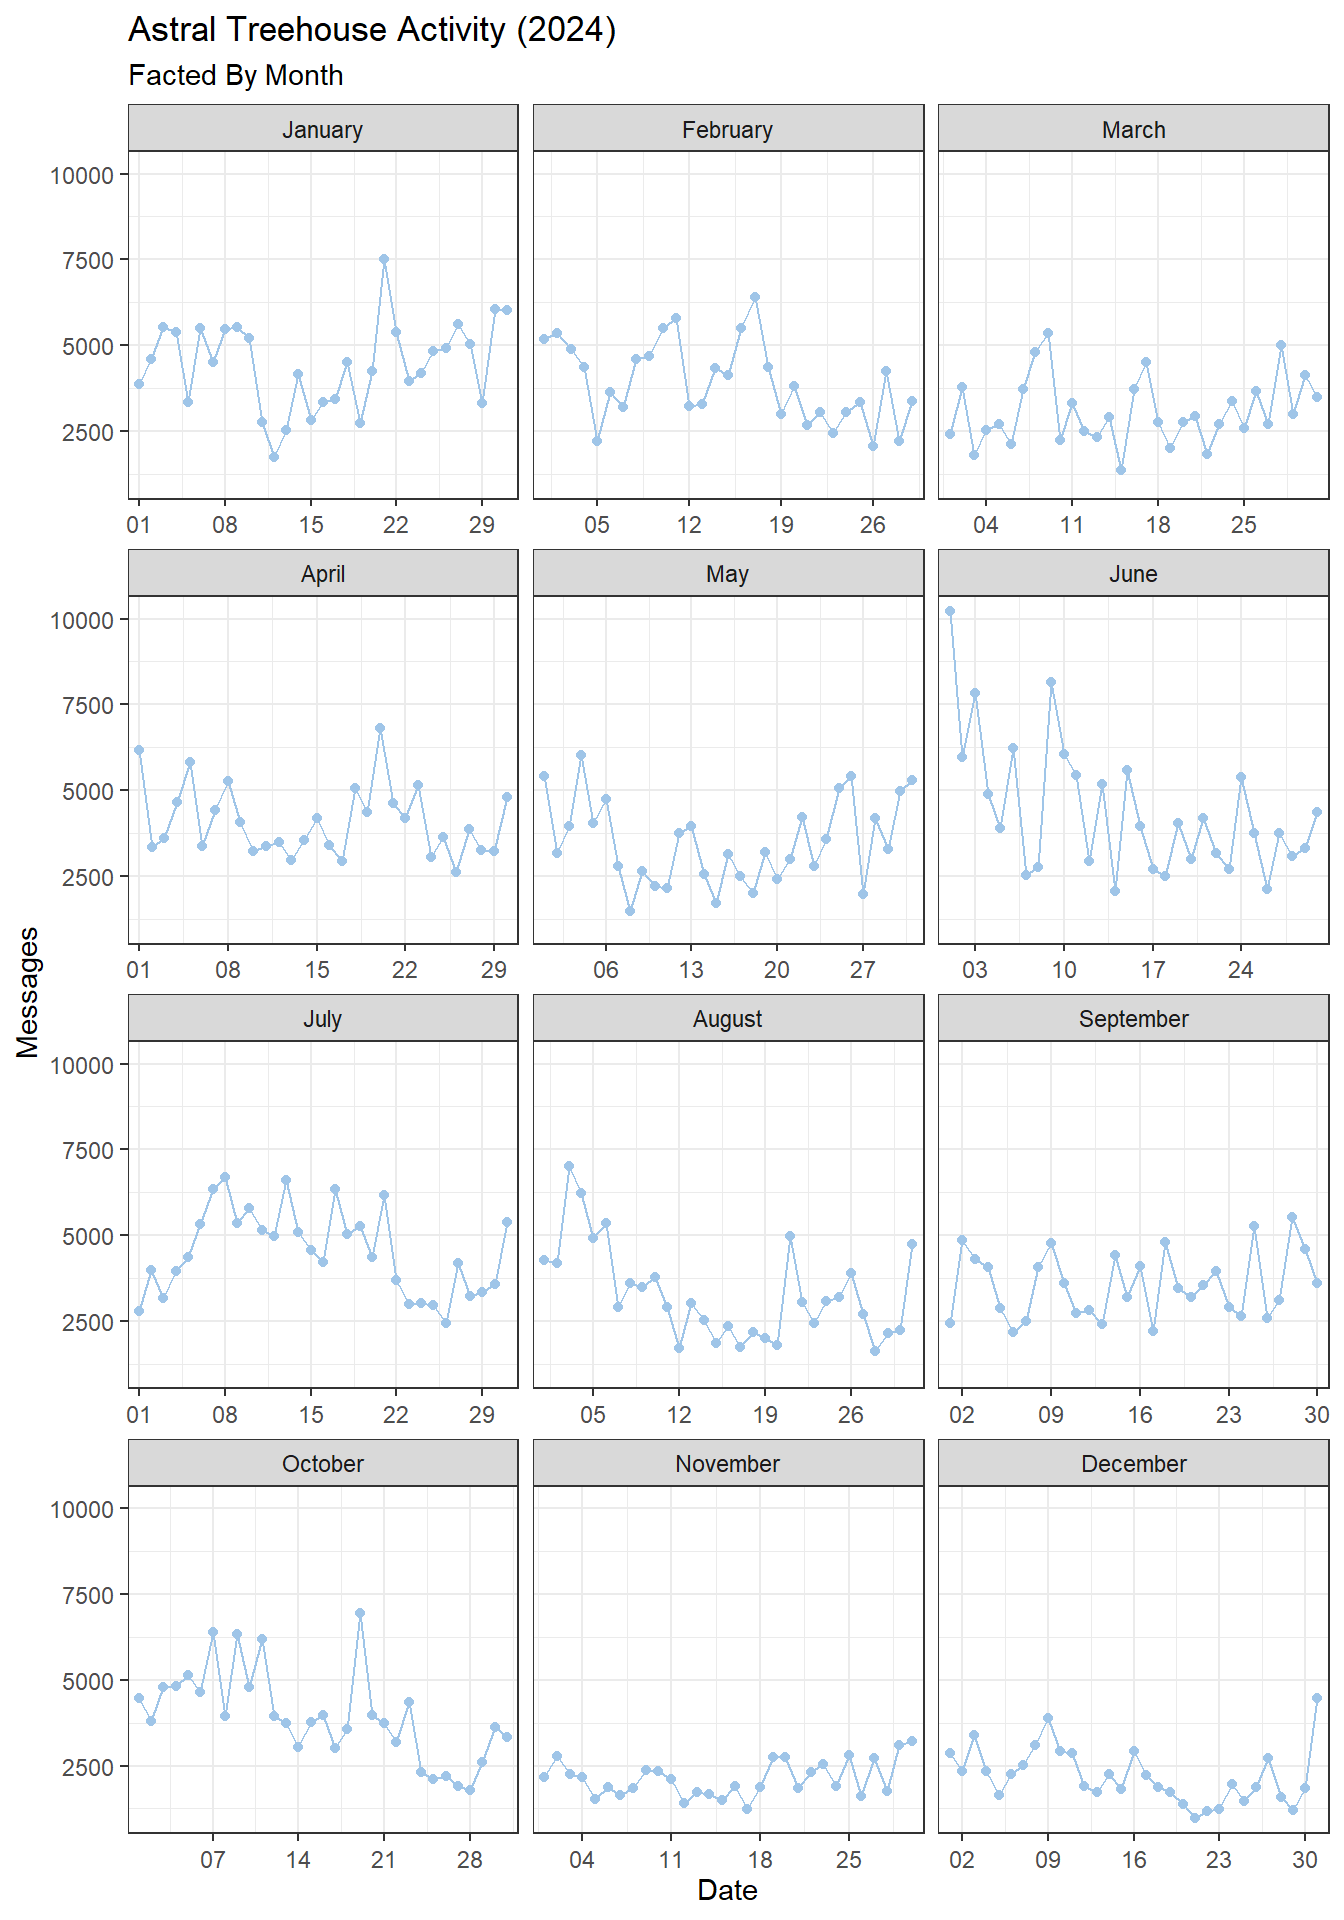 Astral Treehouse Activity (2024)
Facted By Month
January
February
March
10000
7500
5000
2500
01 08 15 22 29
05 12 19 26
04 11 18 25
April
May
June
10000
7500
5000
2500
01 08 15 22 29
06 13 20 27
03 10 17 24
Messages
July
August
September
10000
7500
5000
2500
01 08 15 22 29
05 12 19 26
02 09 16 23 30
October
November
December
10000
7500
5000
2500
07 14 21 28
04 11 18 25
02 09 16 23 30
Date